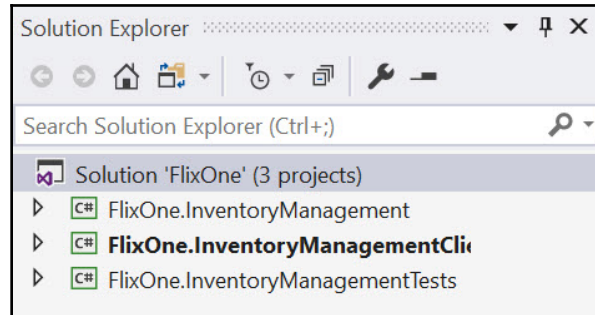 Solution Explorer
Search Solution Explorer (Ctrl+;)
Solution 'FlixOne' (3 projects)
C# FlixOne.InventoryManagement
C# FlixOne.InventoryManagementCli
C# FlixOne.InventoryManagementTests